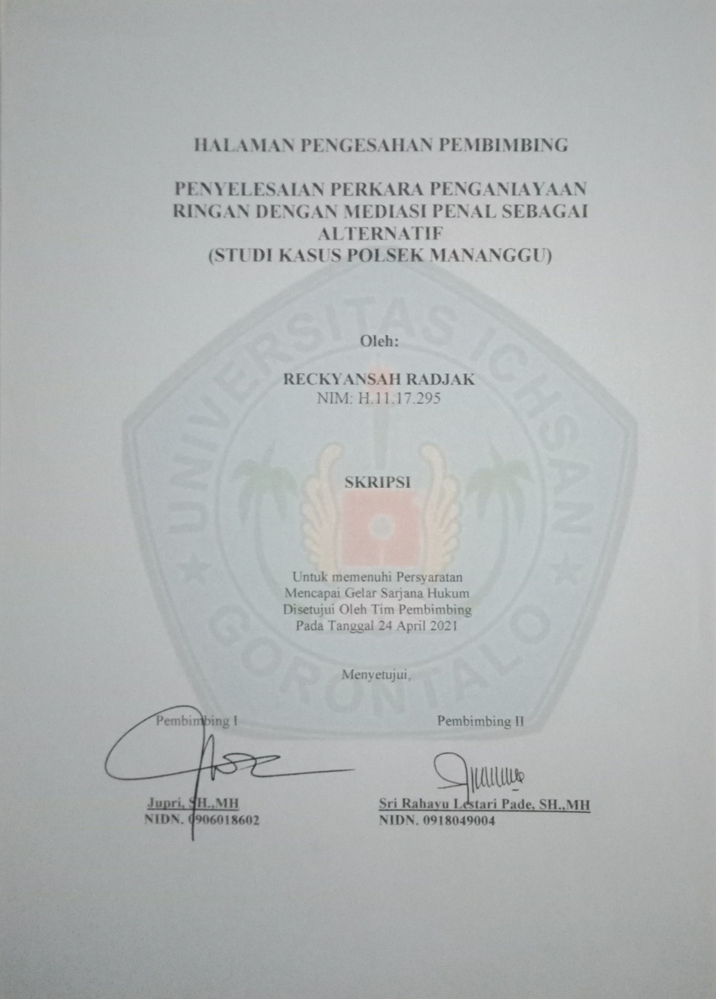 HALAMAN PENGESAHAN PEMBIMBING
PENYELESAIAN PERKARA PENGANIAYAAN
RINGAN DENGAN MEDIASI PENAL SEBAGAI
ALTERNATIF
(STUDI KASUS POLSEK MANANGGU)
UNIVERSITAS ICHSAN
Oleh:
RECKYANSAH RADJAK
NIM: H.11.17.295
SKRIPSI
Untuk memenuhi Persyaratan
Mencapai Gelar Sarjana Hukum
Disetujui Oleh Tim Pembimbing
Pada Tanggal 24 April 2021
GORONTALO
Menyetujui,
Pembimbing I Pembimbing II
Jupri, SH.,MH Sri Rahayu Lestari Pade, SH.,MH
NIDN. 0906018602 NIDN. 0918049004